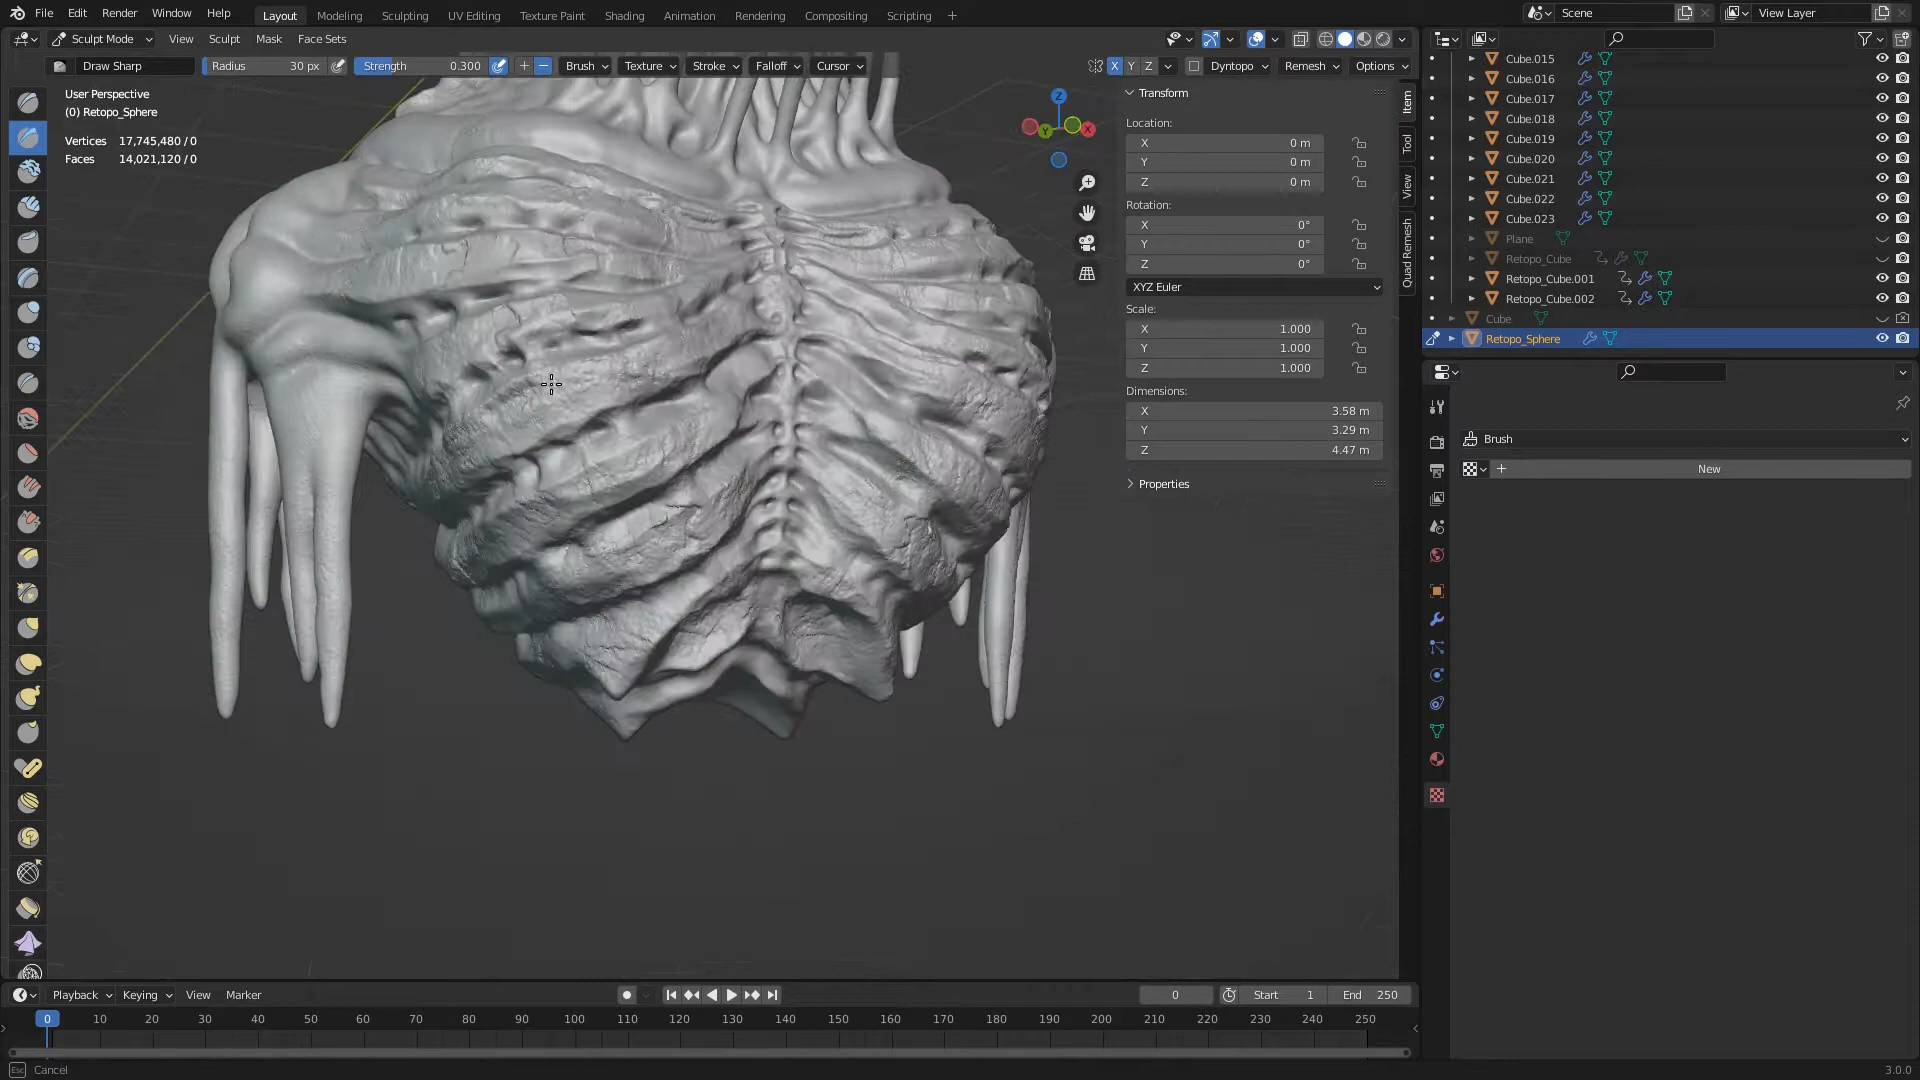 File Edit Render Window Help
Layout Modeling Sculpting UV Editing Texture Paint Shading Animation Rendering Compositing Scripting +
Scene
View Layer
Sculpt Mode View Sculpt Mask Face Sets
Draw Sharp
Radius 30 px
Strength 0.300
+ − Brush Texture Stroke Falloff Cursor
X Y Z
Dyntopo Remesh Options
User Perspective
(0) Retopo_Sphere
Vertices 17,745,480 / 0
Faces 14,021,120 / 0
Z
Y
X
Transform
Location:
X 0 m
Y 0 m
Z 0 m
Rotation:
X 0°
Y 0°
Z 0°
XYZ Euler
Scale:
X 1.000
Y 1.000
Z 1.000
Dimensions:
X 3.58 m
Y 3.29 m
Z 4.47 m
Properties
Item
Tool
View
Quad Remesh
Cube.015
Cube.016
Cube.017
Cube.018
Cube.019
Cube.020
Cube.021
Cube.022
Cube.023
Plane
Retopo_Cube
Retopo_Cube.001
Retopo_Cube.002
Cube
Retopo_Sphere
Brush
+ New
Playback Keying View Marker
0
Start 1
End 250
0 10 20 30 40 50 60 70 80 90 100 110 120 130 140 150 160 170 180 190 200 210 220 230 240 250
Esc Cancel
3.0.0